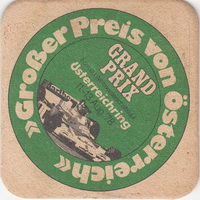 »Großer Preis von Österreich«
GRAND
PRIX
Österreichring